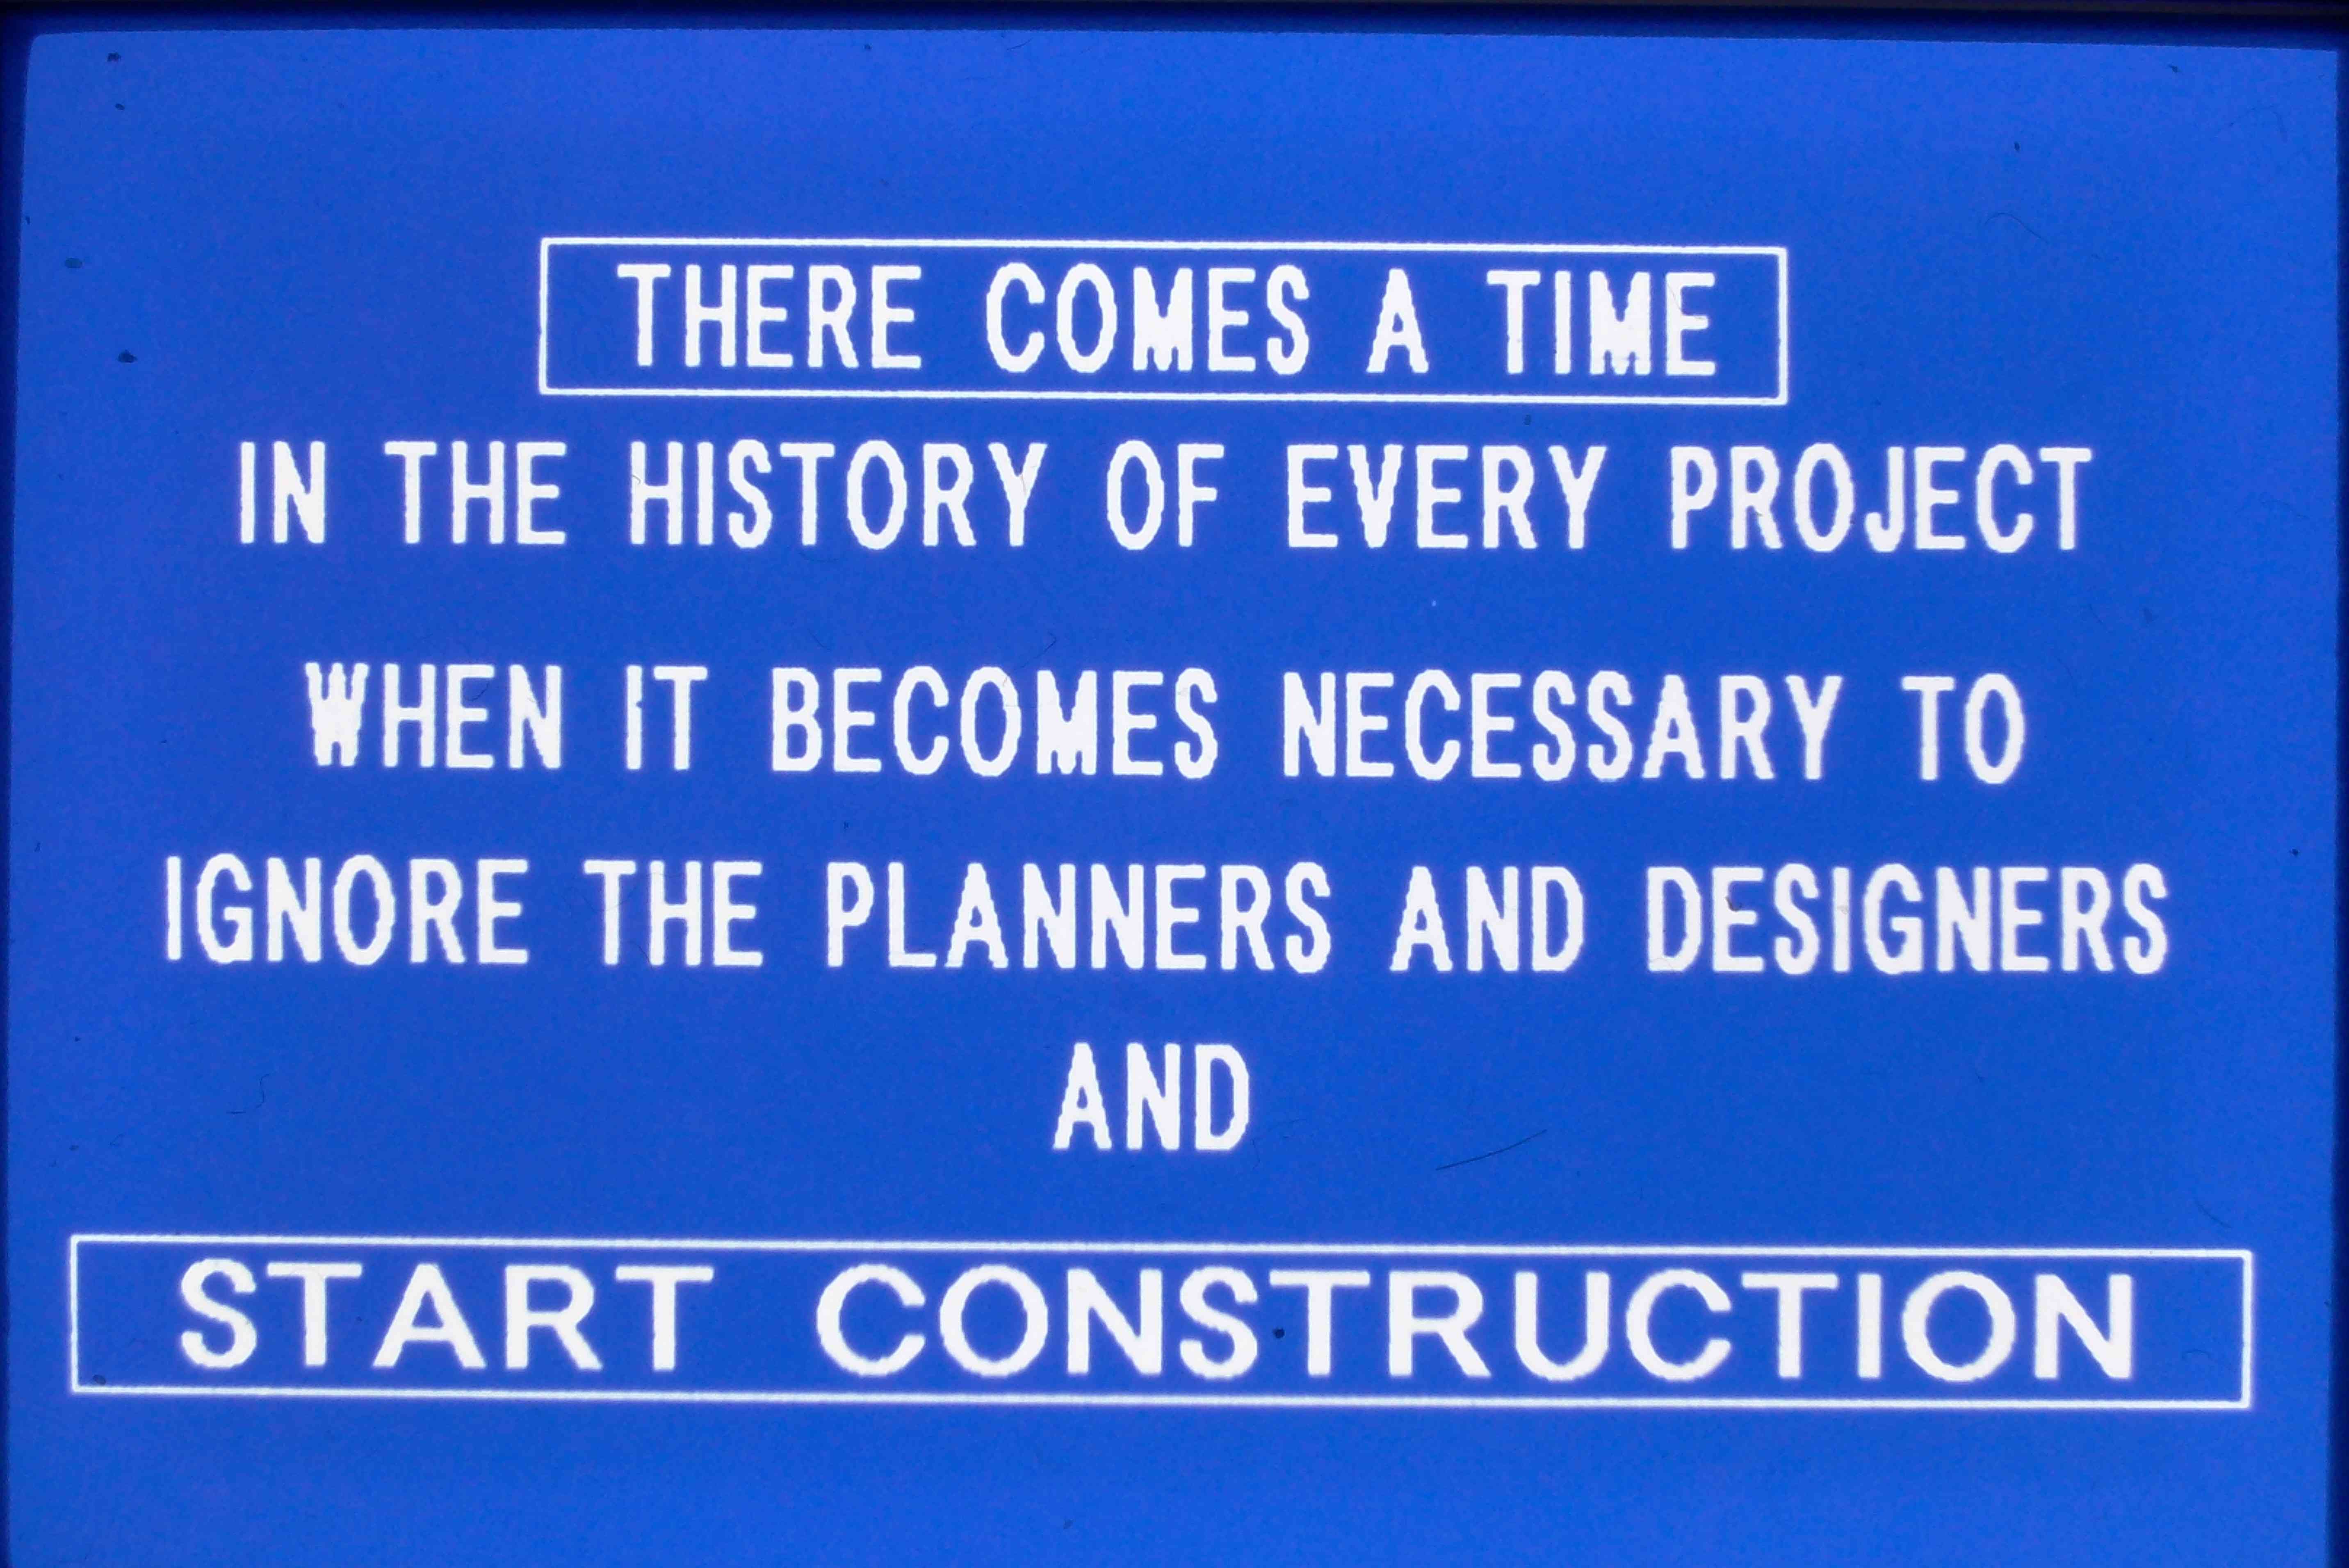 THERE COMES A TIME
IN THE HISTORY OF EVERY PROJECT
WHEN IT BECOMES NECESSARY TO
IGNORE THE PLANNERS AND DESIGNERS
AND
START CONSTRUCTION